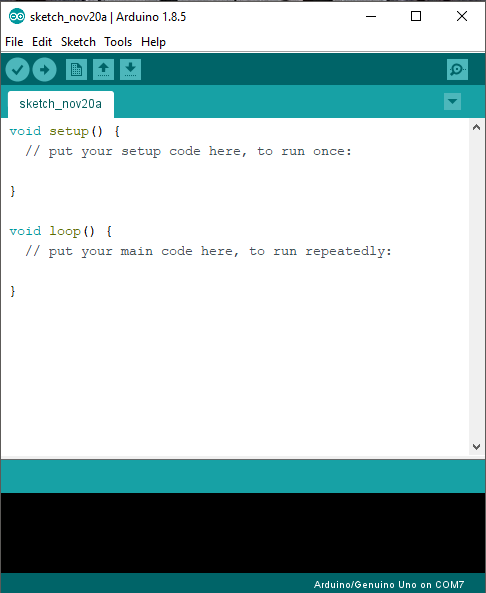 sketch_nov20a | Arduino 1.8.5
File Edit Sketch Tools Help
sketch_nov20a
void setup() {
  // put your setup code here, to run once:
}
void loop() {
  // put your main code here, to run repeatedly:
}
Arduino/Genuino Uno on COM7